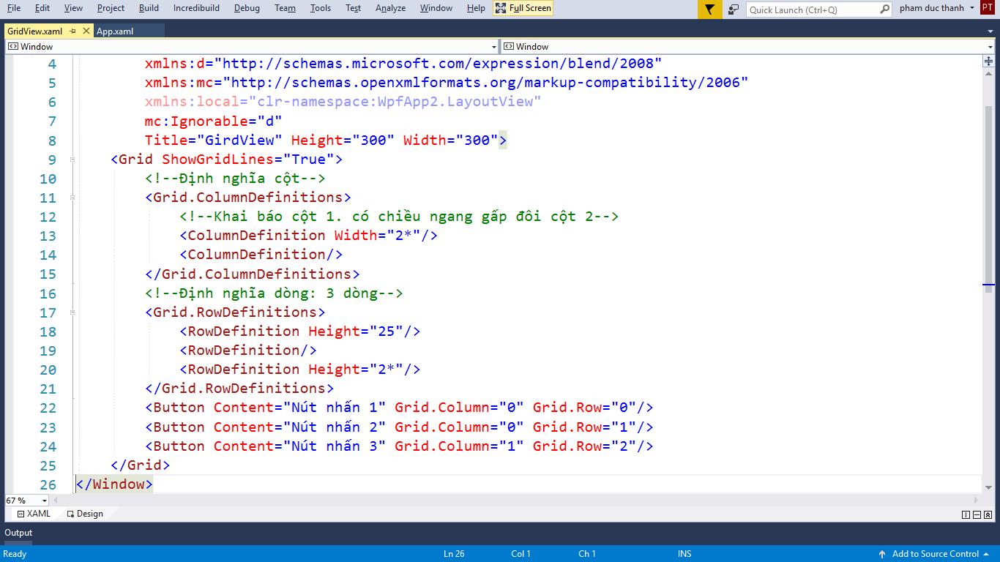 File Edit View Project Build Incredibuild Debug Team Tools Test Analyze Window Help Full Screen Quick Launch (Ctrl+Q) pham duc thanh PT
GridView.xaml App.xaml
Window Window
4 xmlns:d="http://schemas.microsoft.com/expression/blend/2008"
5 xmlns:mc="http://schemas.openxmlformats.org/markup-compatibility/2006"
6 xmlns:local="clr-namespace:WpfApp2.LayoutView"
7 mc:Ignorable="d"
8 Title="GirdView" Height="300" Width="300">
9 <Grid ShowGridLines="True">
10 <!--Định nghĩa cột-->
11 <Grid.ColumnDefinitions>
12 <!--Khai báo cột 1. có chiều ngang gấp đôi cột 2-->
13 <ColumnDefinition Width="2*"/>
14 <ColumnDefinition/>
15 </Grid.ColumnDefinitions>
16 <!--Định nghĩa dòng: 3 dòng-->
17 <Grid.RowDefinitions>
18 <RowDefinition Height="25"/>
19 <RowDefinition/>
20 <RowDefinition Height="2*"/>
21 </Grid.RowDefinitions>
22 <Button Content="Nút nhấn 1" Grid.Column="0" Grid.Row="0"/>
23 <Button Content="Nút nhấn 2" Grid.Column="0" Grid.Row="1"/>
24 <Button Content="Nút nhấn 3" Grid.Column="1" Grid.Row="2"/>
25 </Grid>
26 </Window>
67 %
XAML Design
Output
Ready Ln 26 Col 1 Ch 1 INS Add to Source Control